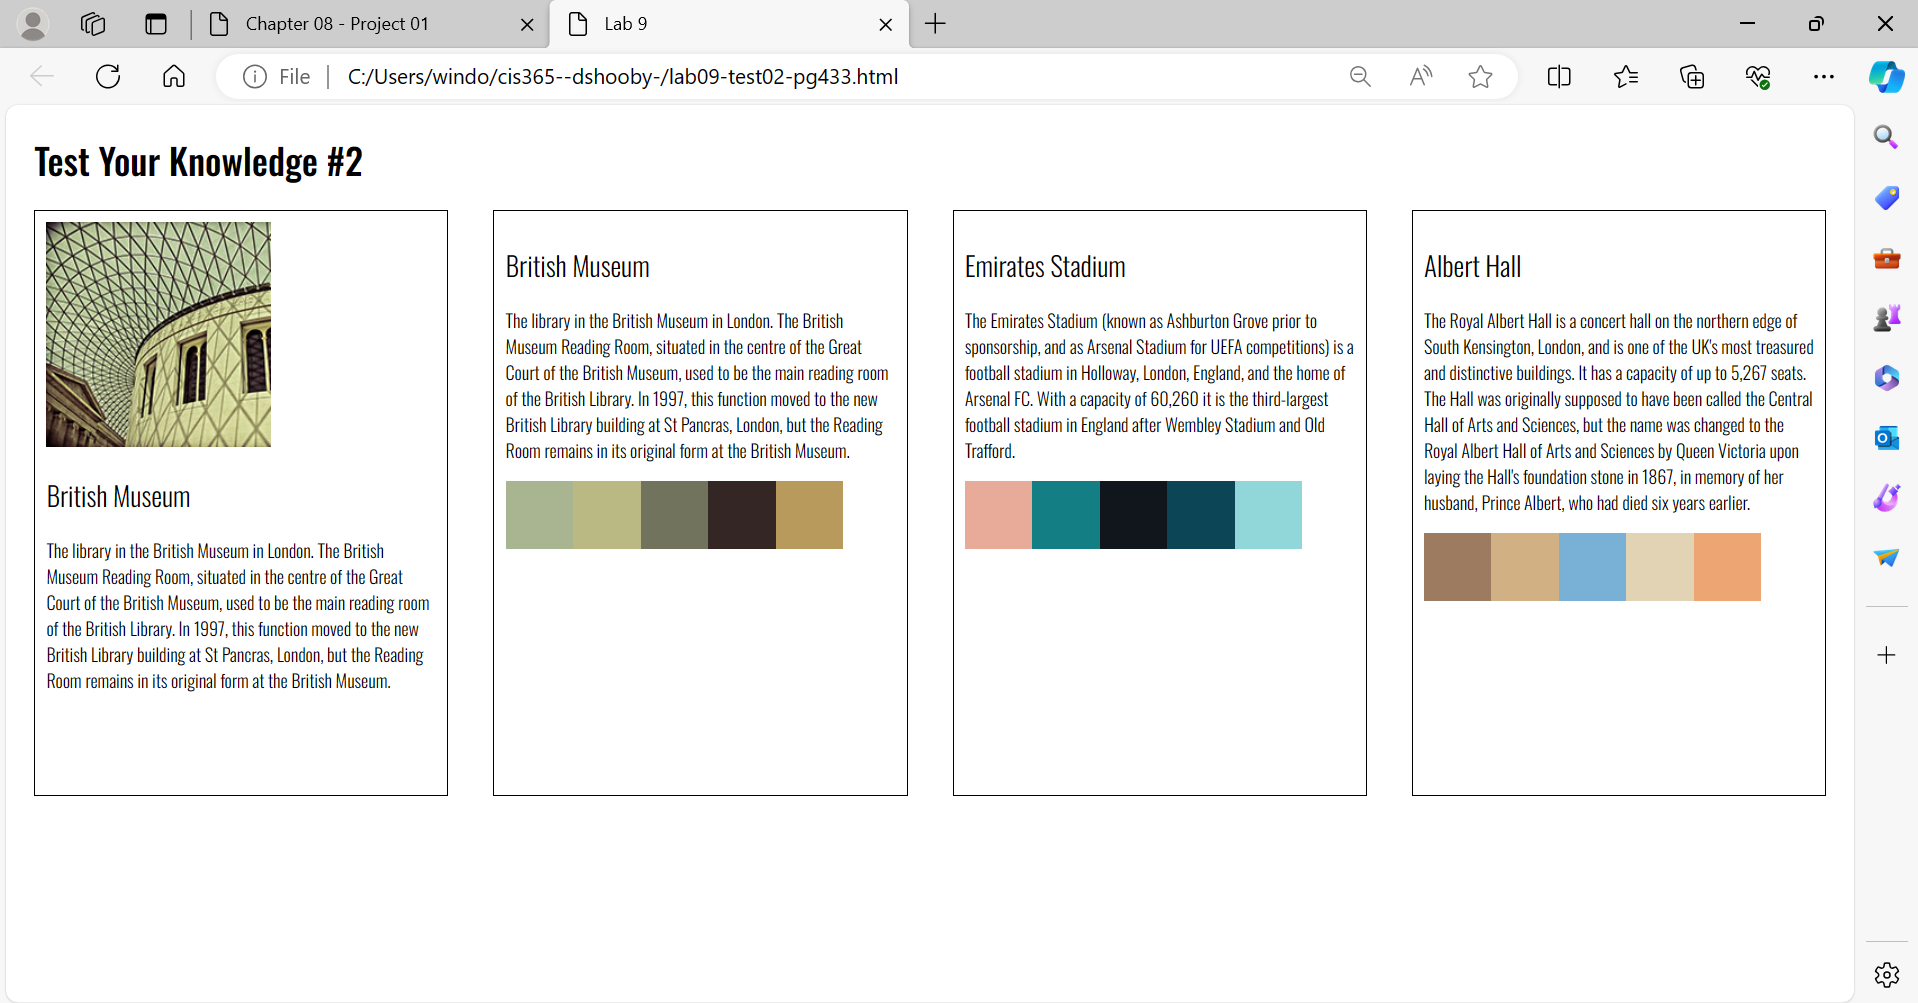 Chapter 08 - Project 01
Lab 9
File
C:/Users/windo/cis365--dshooby-/lab09-test02-pg433.html
Test Your Knowledge #2
British Museum
The library in the British Museum in London. The British
Museum Reading Room, situated in the centre of the Great
Court of the British Museum, used to be the main reading room
of the British Library. In 1997, this function moved to the new
British Library building at St Pancras, London, but the Reading
Room remains in its original form at the British Museum.
British Museum
The library in the British Museum in London. The British
Museum Reading Room, situated in the centre of the Great
Court of the British Museum, used to be the main reading room
of the British Library. In 1997, this function moved to the new
British Library building at St Pancras, London, but the Reading
Room remains in its original form at the British Museum.
Emirates Stadium
The Emirates Stadium (known as Ashburton Grove prior to
sponsorship, and as Arsenal Stadium for UEFA competitions) is a
football stadium in Holloway, London, England, and the home of
Arsenal FC. With a capacity of 60,260 it is the third-largest
football stadium in England after Wembley Stadium and Old
Trafford.
Albert Hall
The Royal Albert Hall is a concert hall on the northern edge of
South Kensington, London, and is one of the UK's most treasured
and distinctive buildings. It has a capacity of up to 5,267 seats.
The Hall was originally supposed to have been called the Central
Hall of Arts and Sciences, but the name was changed to the
Royal Albert Hall of Arts and Sciences by Queen Victoria upon
laying the Hall's foundation stone in 1867, in memory of her
husband, Prince Albert, who had died six years earlier.